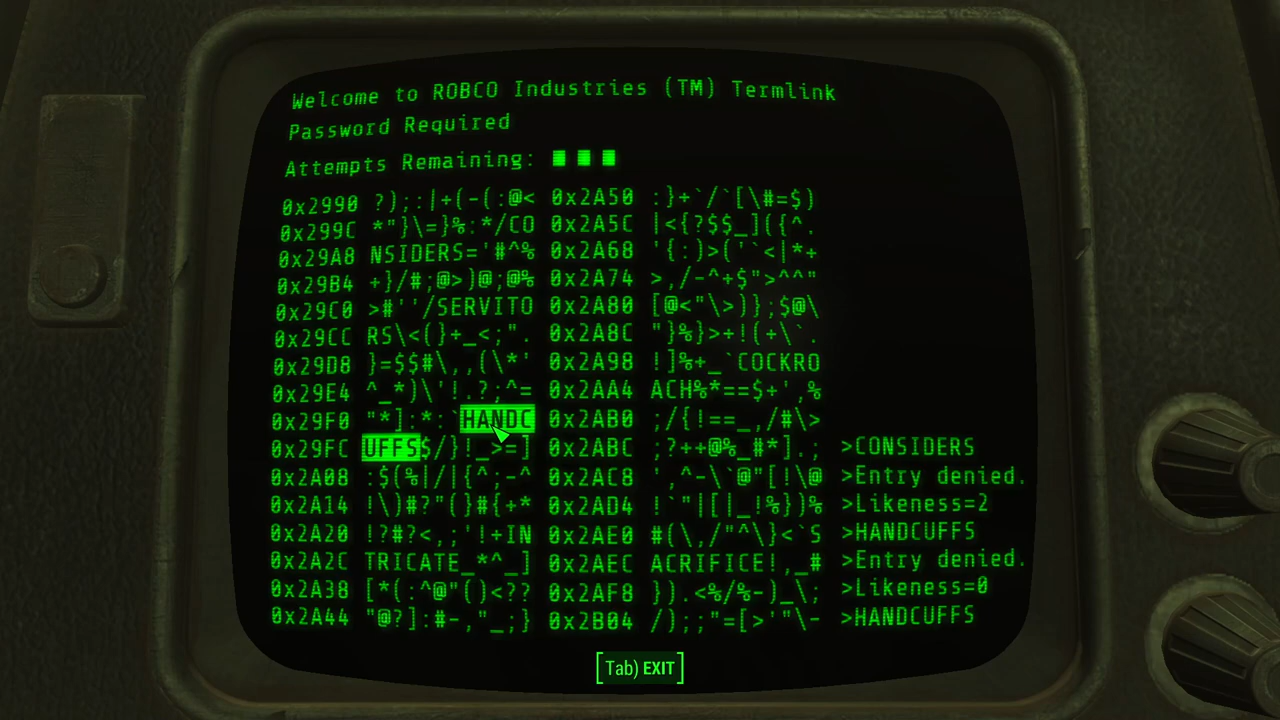 Welcome to ROBCO Industries (TM) Termlink
Password Required
Attempts Remaining: ■ ■ ■
0x2990 ?);:|+(-(:@< 0x2A50 :}+`/`[\#=$)
0x299C *"}\=}%:*/CO 0x2A5C |<{?$$_]({^.
0x29A8 NSIDERS='#^% 0x2A68 '{:)>('`<|*+
0x29B4 +}/#;@>)@;@% 0x2A74 >,/-^+$">^^"
0x29C0 >#''/SERVITO 0x2A80 [@<"\>)};$@\
0x29CC RS\<(}+_<;". 0x2A8C "}%}>+!(+\`.
0x29D8 }=$$#\,,(\*' 0x2A98 !]%+_`COCKRO
0x29E4 ^_*)\'!.?;^= 0x2AA4 ACH%*==$+',%
0x29F0 "*]:*:`HANDC 0x2AB0 ;/{!==_,/#\>
0x29FC UFFS$/}!_>=] 0x2ABC ;?++@%_#*].; >CONSIDERS
0x2A08 :$(%|/|{^;-^ 0x2AC8 ',^-\`@"[!\@ >Entry denied.
0x2A14 !\)#?"(}#{+* 0x2AD4 !`"|[|_!%})% >Likeness=2
0x2A20 !?#?<,;'!+IN 0x2AE0 #(\,/"^\}<`S >HANDCUFFS
0x2A2C TRICATE_*^_] 0x2AEC ACRIFICE!,_# >Entry denied.
0x2A38 [*(:^@"()<?? 0x2AF8 }).<%/%-)_\; >Likeness=0
0x2A44 "@?]:#-,"_;} 0x2B04 /);;"=[>'"\- >HANDCUFFS
[Tab) EXIT]